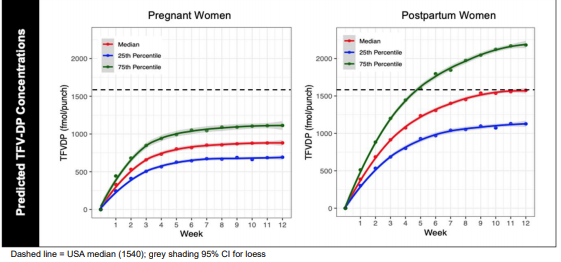 Predicted TFV-DP Concentrations
Pregnant Women
TFVDP (fmol/punch)
2000
1500
1000
500
0
Median
25th Percentile
75th Percentile
1 2 3 4 5 6 7 8 9 10 11 12
Week
Postpartum Women
TFVDP (fmol/punch)
2000
1500
1000
500
0
Median
25th Percentile
75th Percentile
1 2 3 4 5 6 7 8 9 10 11 12
Week
Dashed line = USA median (1540); grey shading 95% CI for loess